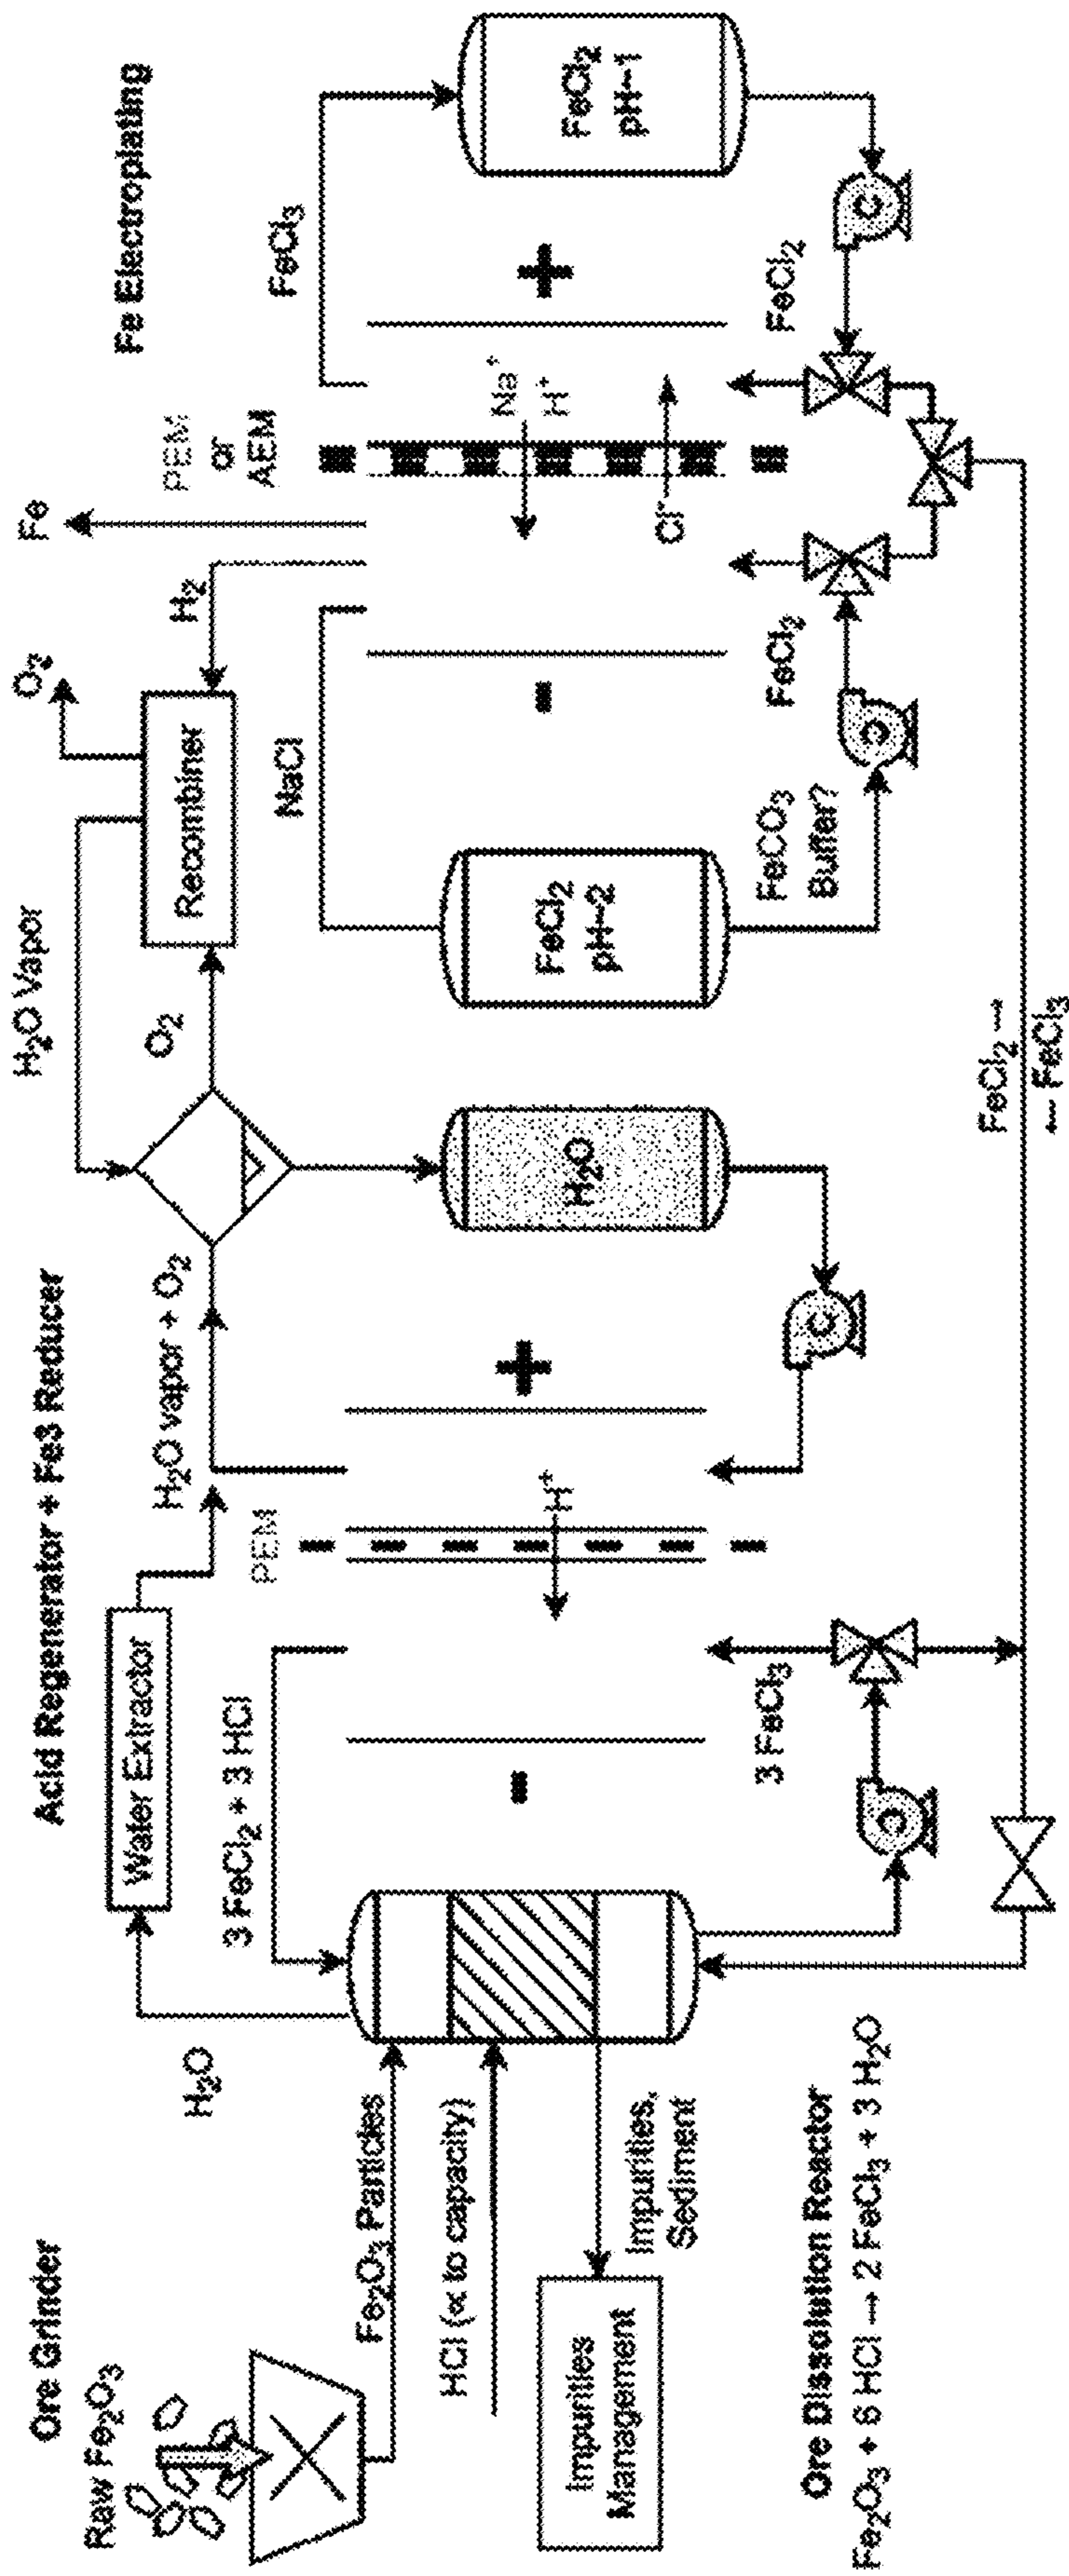 Ore Grinder
Raw Fe₂O₃
Fe₂O₃ Particles
HCl (α to capacity)
Impurities
Management
Impurities,
Sediment
Ore Dissolution Reactor
Fe₂O₃ + 6 HCl → 2 FeCl₃ + 3 H₂O
H₂O
Water Extractor
Acid Regenerator + Fe3 Reducer
3 FeCl₂ + 3 HCl
PEM
H₂O vapor + O₂
H⁺
-
+
3 FeCl₃
C
C
H₂O
H₂O Vapor
O₂
Recombiner
O₂
H₂
Fe
NaCl
FeCl₂
pH~2
FeCO₃
Buffer?
C
FeCl₂
-
FeCl₂ →
← FeCl₃
Fe Electroplating
PEM
or
AEM
Na⁺
H⁺
Cl⁻
+
FeCl₃
FeCl₂
pH~1
FeCl₂
C